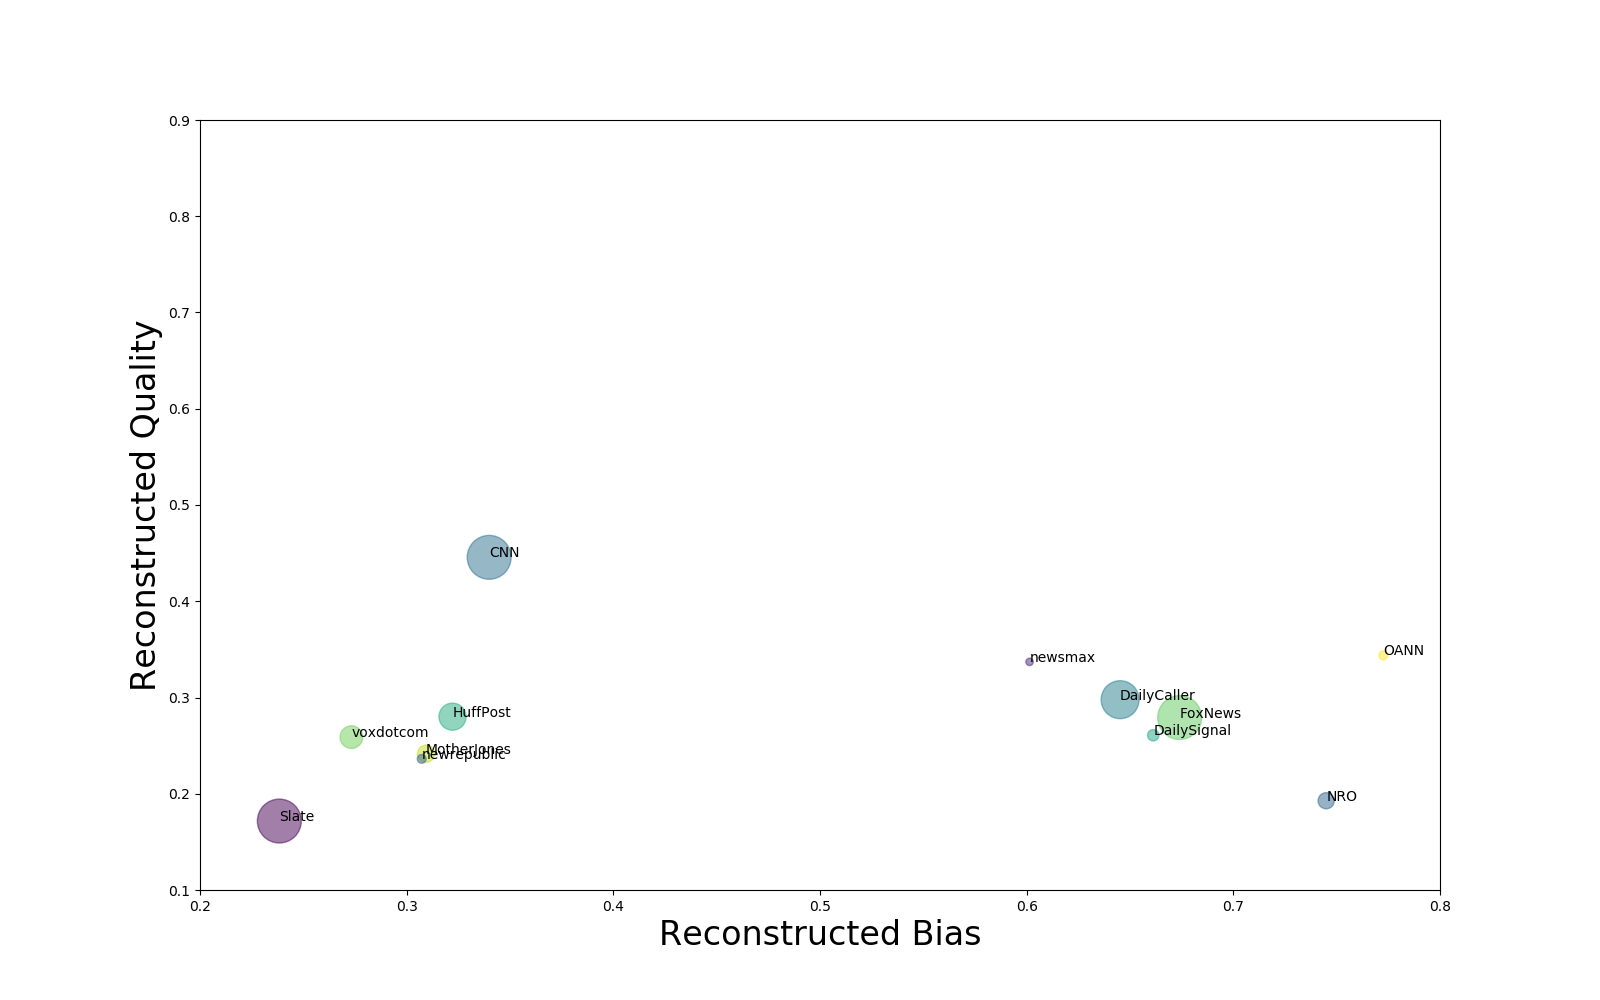 0.9
0.8
0.7
0.6
0.5
0.4
0.3
0.2
0.1
Reconstructed Quality
CNN
OANN
newsmax
DailyCaller
HuffPost
FoxNews
voxdotcom
DailySignal
MotherJones
newrepublic
NRO
Slate
0.2 0.3 0.4 0.5 0.6 0.7 0.8
Reconstructed Bias